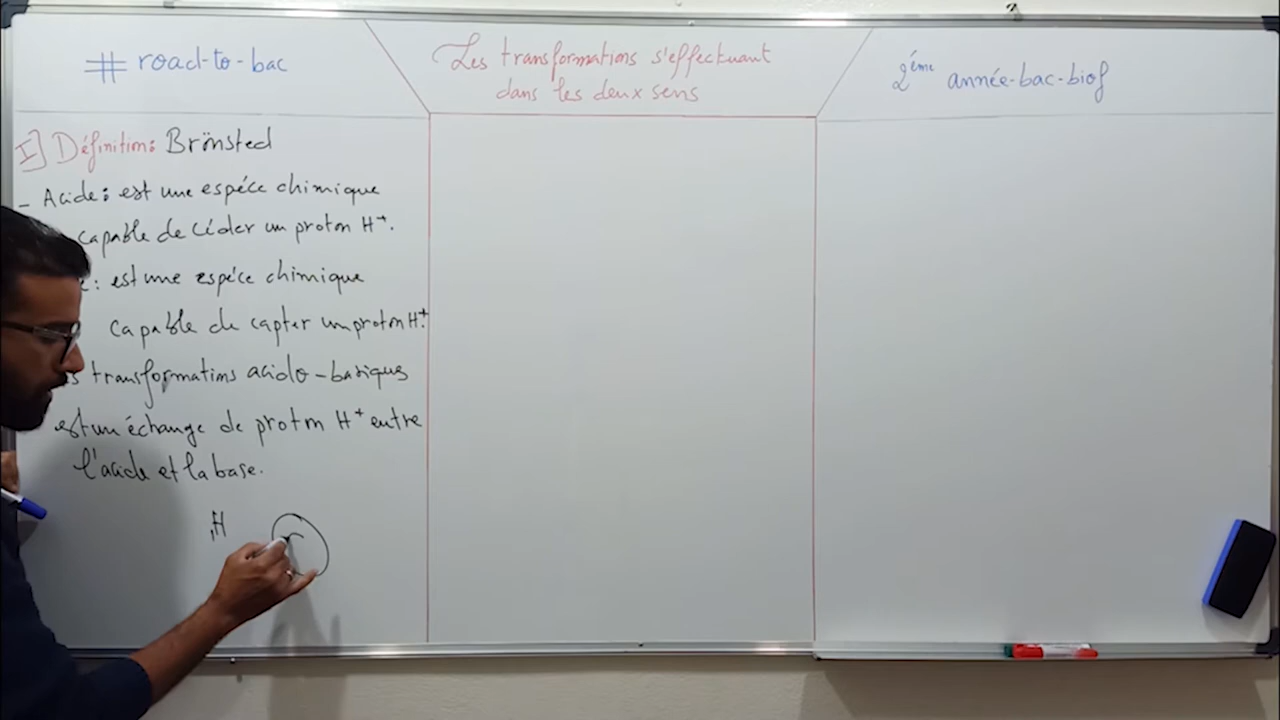 # road-to-bac
Les transformations s'effectuant
dans les deux sens
2ème année-bac-biof
I] Définition: Brönsted
- Acide: est une espéce chimique
capable de céder un proton H+.
: est une espéce chimique
capable de capter un proton H+.
transformations acido-basiques
est un échange de proton H+ entre
l'acide et la base.
H